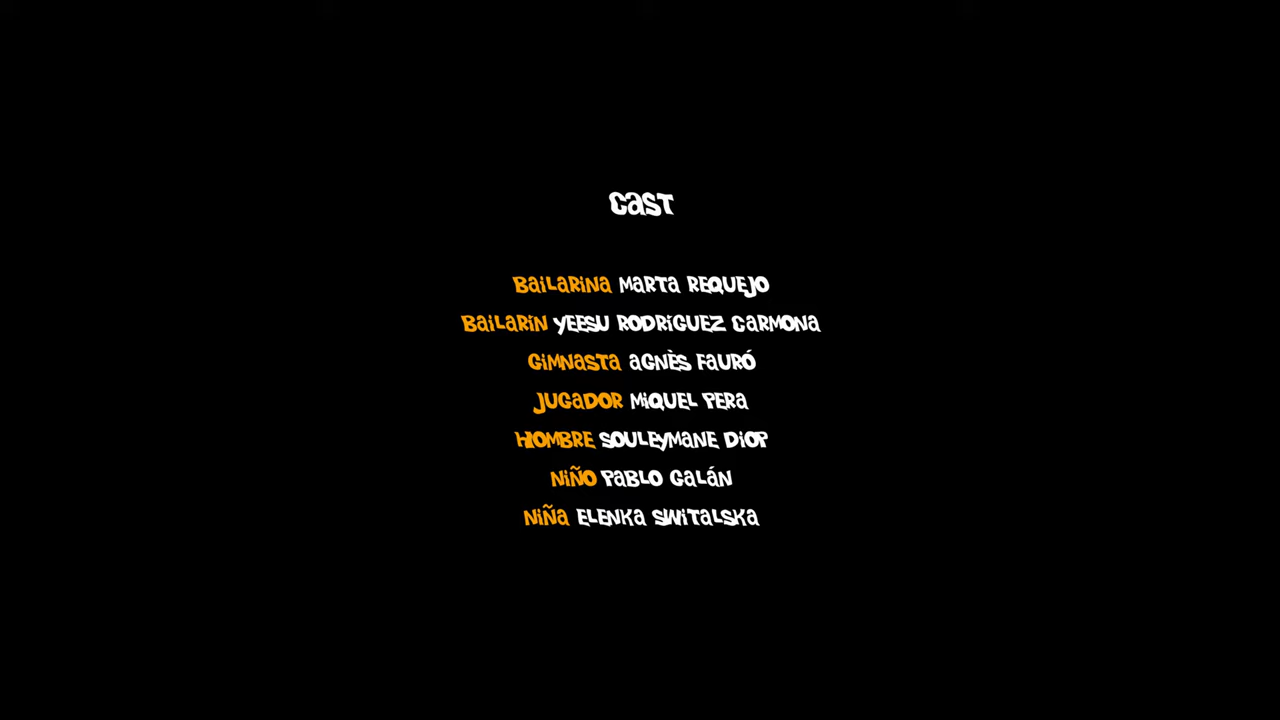 Cast
Bailarina Marta Requejo
Bailarin Yeesu Rodriguez Carmona
Gimnasta Agnès Fauró
Jugador Miquel Pera
Hombre Souleymane Diop
Niño Pablo Galán
Niña Elenka Switalska